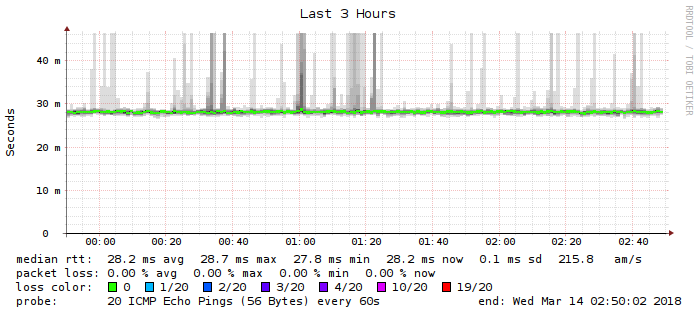 Last 3 Hours
RRDTOOL / TOBI OETIKER
Seconds
40 m
30 m
20 m
10 m
0
00:00 00:20 00:40 01:00 01:20 01:40 02:00 02:20 02:40
median rtt: 28.2 ms avg 28.7 ms max 27.8 ms min 28.2 ms now 0.1 ms sd 215.8 am/s
packet loss: 0.00 % avg 0.00 % max 0.00 % min 0.00 % now
loss color: 0 1/20 2/20 3/20 4/20 10/20 19/20
probe: 20 ICMP Echo Pings (56 Bytes) every 60s end: Wed Mar 14 02:50:02 2018